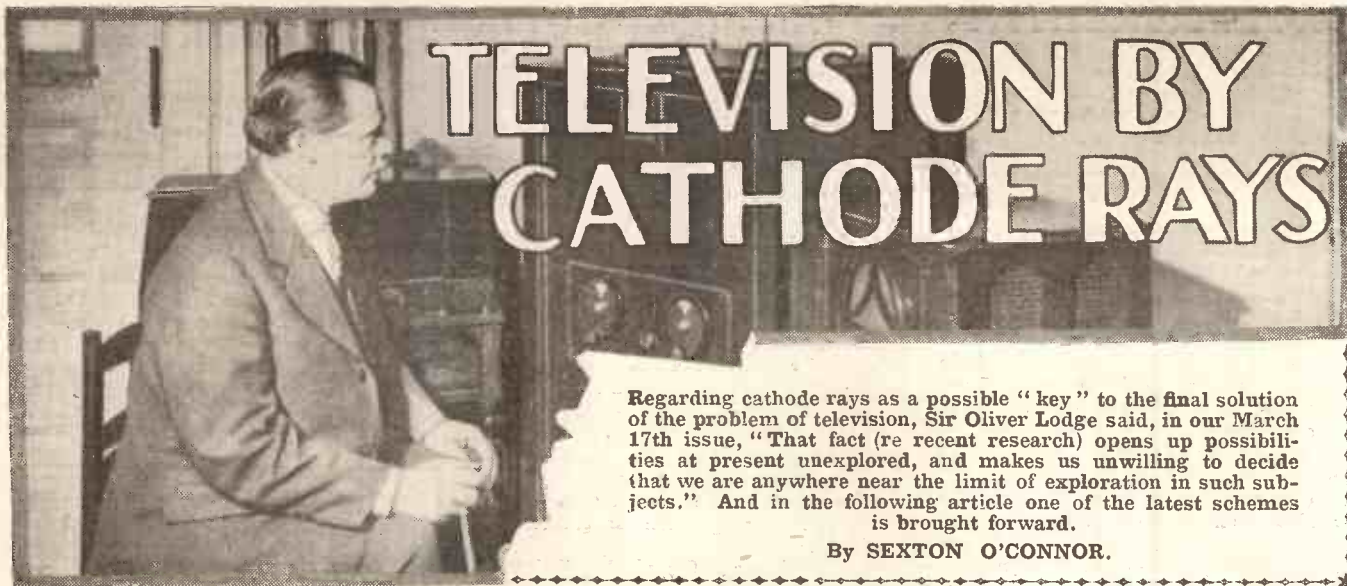 TELEVISION BY
CATHODE RAYS
Regarding cathode rays as a possible “ key ” to the final solution
of the problem of television, Sir Oliver Lodge said, in our March
17th issue, “ That fact (re recent research) opens up possibili-
ties at present unexplored, and makes us unwilling to decide
that we are anywhere near the limit of exploration in such sub-
jects.” And in the following article one of the latest schemes
is brought forward.
By SEXTON O'CONNOR.